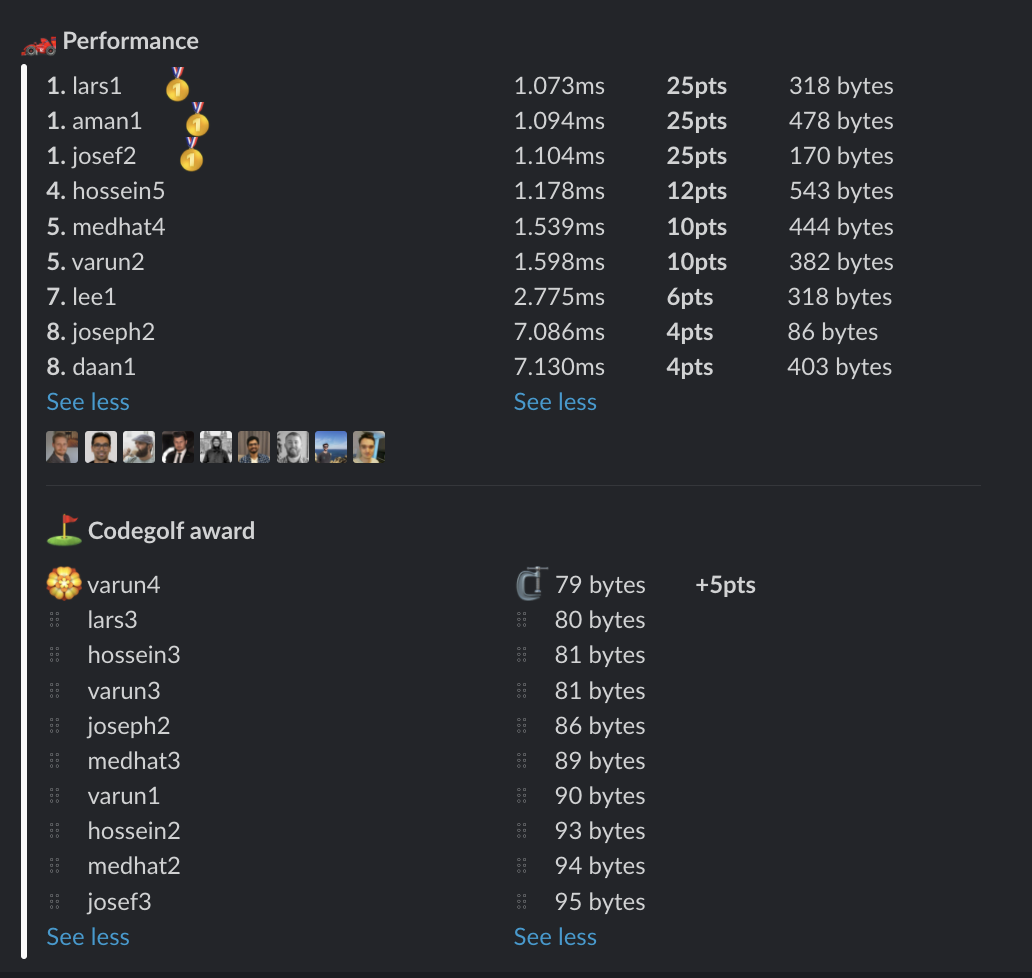 Performance
1. lars1 1.073ms 25pts 318 bytes
1. aman1 1.094ms 25pts 478 bytes
1. josef2 1.104ms 25pts 170 bytes
4. hossein5 1.178ms 12pts 543 bytes
5. medhat4 1.539ms 10pts 444 bytes
5. varun2 1.598ms 10pts 382 bytes
7. lee1 2.775ms 6pts 318 bytes
8. joseph2 7.086ms 4pts 86 bytes
8. daan1 7.130ms 4pts 403 bytes
See less See less
Codegolf award
varun4 79 bytes +5pts
lars3 80 bytes
hossein3 81 bytes
varun3 81 bytes
joseph2 86 bytes
medhat3 89 bytes
varun1 90 bytes
hossein2 93 bytes
medhat2 94 bytes
josef3 95 bytes
See less See less